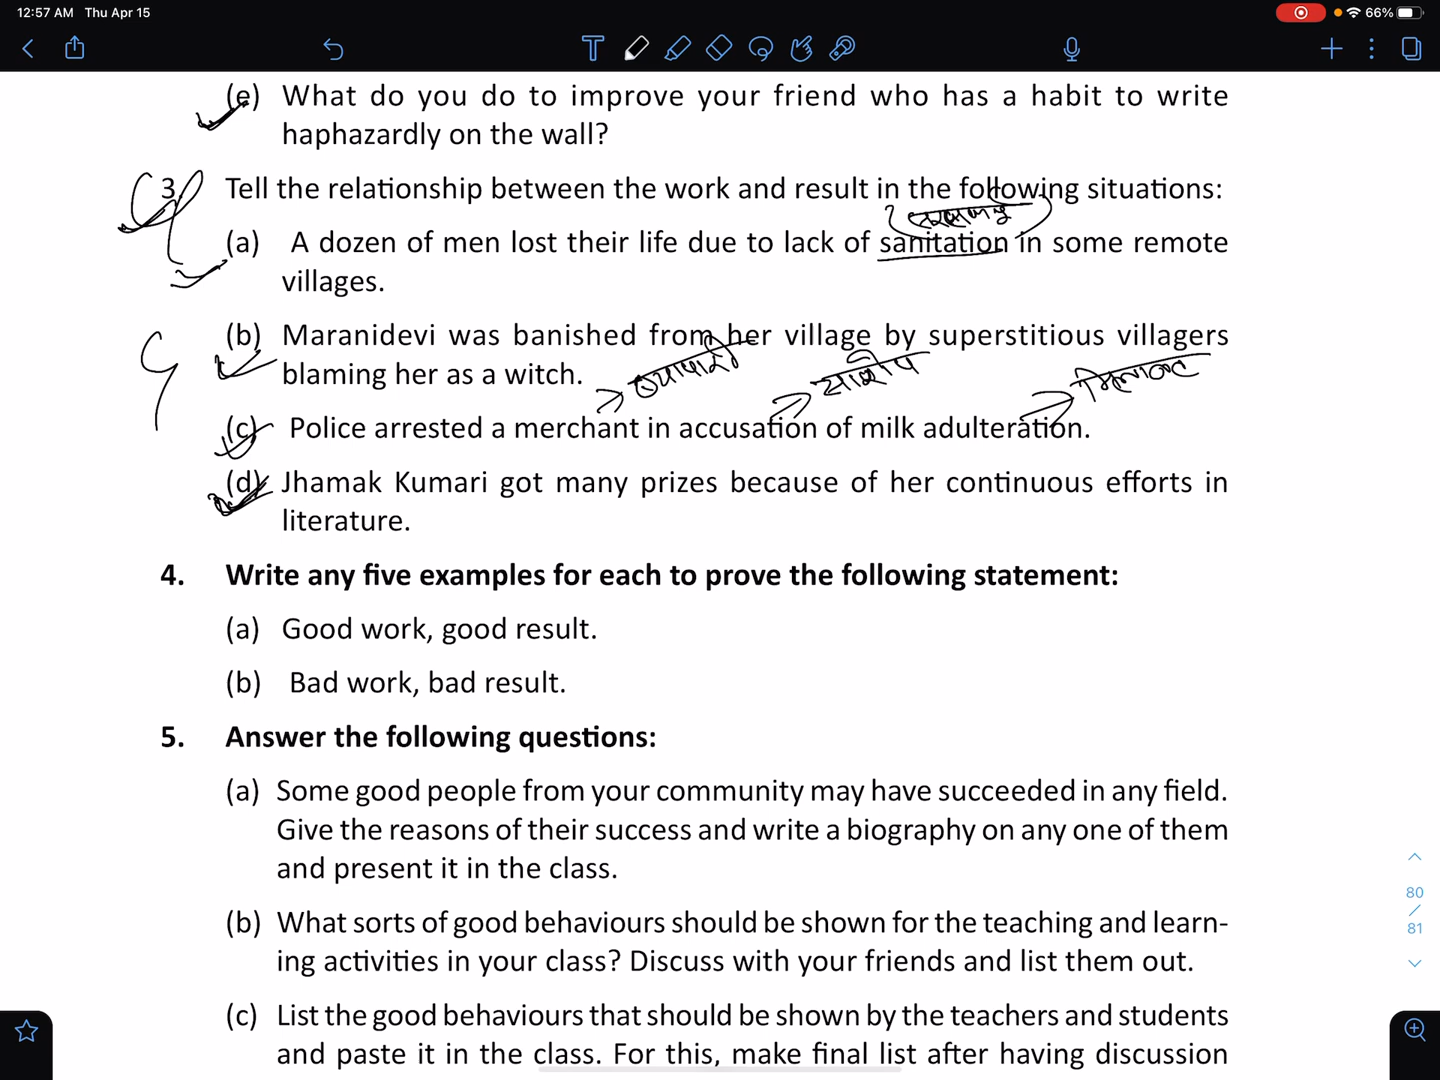 12:57 AM Thu Apr 15
66%
(e) What do you do to improve your friend who has a habit to write
haphazardly on the wall?
3 Tell the relationship between the work and result in the following situations:
(a) A dozen of men lost their life due to lack of sanitation in some remote
villages.
(b) Maranidevi was banished from her village by superstitious villagers
blaming her as a witch.
व्यापारी
(c) Police arrested a merchant in accusation of milk adulteration.
(d) Jhamak Kumari got many prizes because of her continuous efforts in
literature.
4. Write any five examples for each to prove the following statement:
(a) Good work, good result.
(b) Bad work, bad result.
5. Answer the following questions:
(a) Some good people from your community may have succeeded in any field.
Give the reasons of their success and write a biography on any one of them
and present it in the class.
(b) What sorts of good behaviours should be shown for the teaching and learn-
ing activities in your class? Discuss with your friends and list them out.
(c) List the good behaviours that should be shown by the teachers and students
and paste it in the class. For this, make final list after having discussion
80
/
81